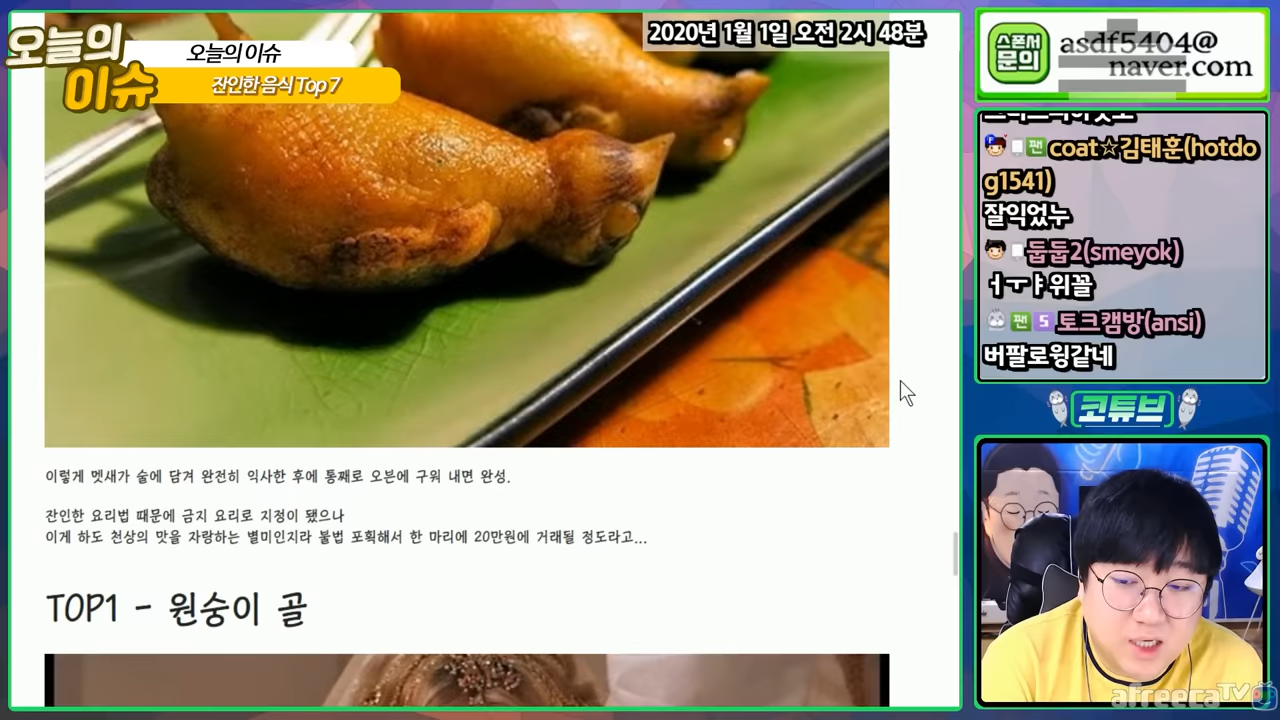 오늘의
이슈
오늘의 이슈
잔인한 음식 Top 7
2020년 1월 1일 오전 2시 48분
이렇게 멧새가 술에 담겨 완전히 익사한 후에 통째로 오븐에 구워 내면 완성.
잔인한 요리법 때문에 금지 요리로 지정이 됐으나
이게 하도 천상의 맛을 자랑하는 별미인지라 불법 포획해서 한 마리에 20만원에 거래될 정도라고...
TOP1 - 원숭이 골
스폰서
문의
asdf5404@
naver.com
팬 coat☆김태훈(hotdo
g1541)
잘익었누
둡둡2(smeyok)
ㅓㅜㅑ 위꼴
팬 S 토크캠방(ansi)
버팔로윙같네
코튜브
afreecaTV